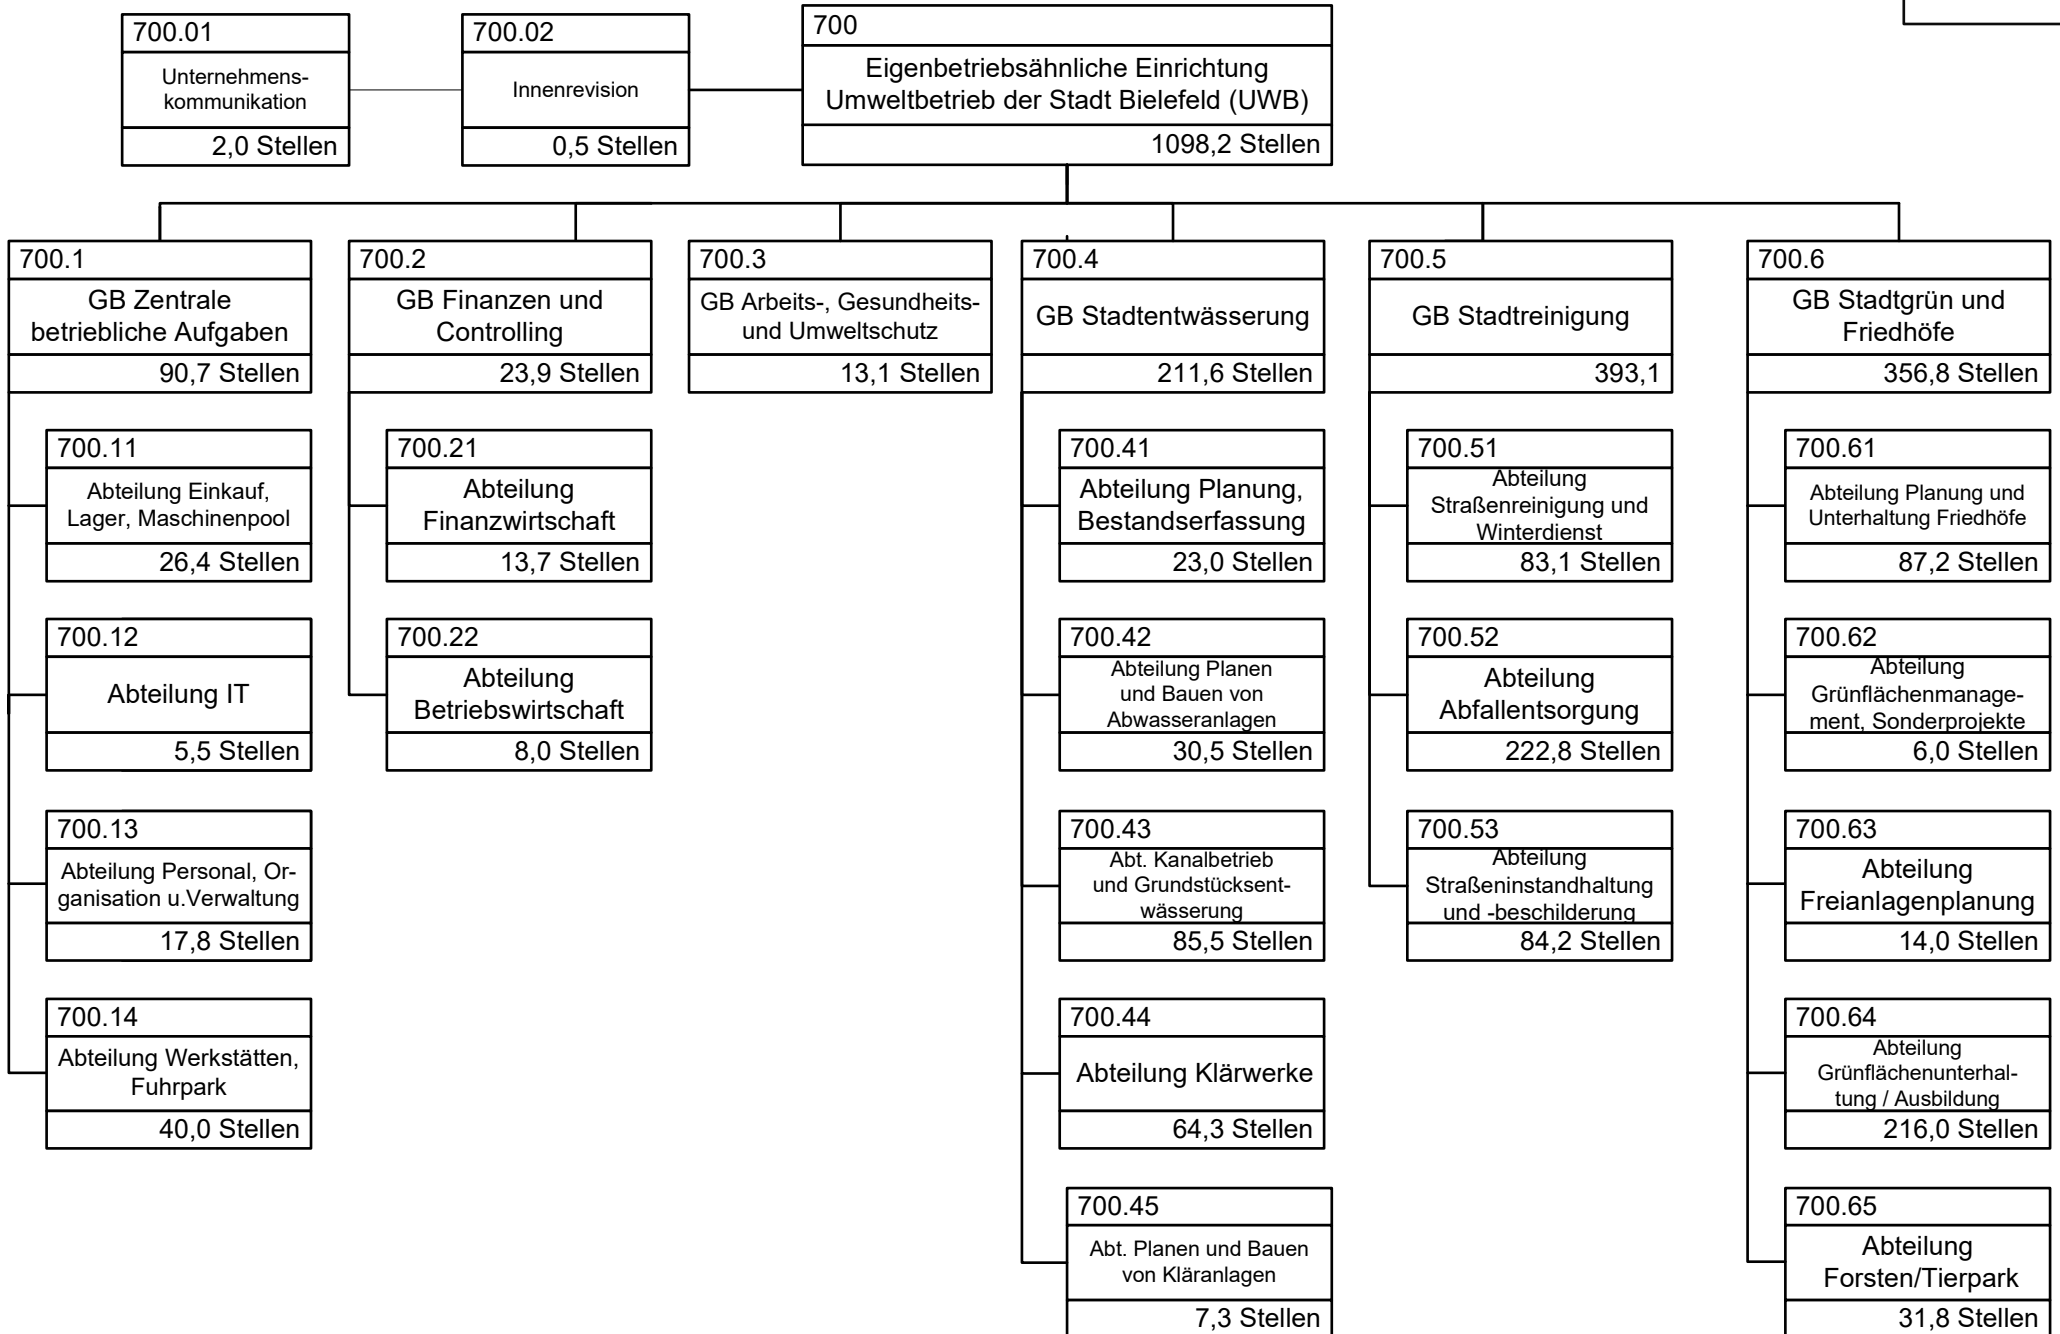 700.01
Unternehmens-
kommunikation
2,0 Stellen
700.02
Innenrevision
0,5 Stellen
700
Eigenbetriebsähnliche Einrichtung
Umweltbetrieb der Stadt Bielefeld (UWB)
1098,2 Stellen
700.1
GB Zentrale
betriebliche Aufgaben
90,7 Stellen
700.11
Abteilung Einkauf,
Lager, Maschinenpool
26,4 Stellen
700.12
Abteilung IT
5,5 Stellen
700.13
Abteilung Personal, Or-
ganisation u.Verwaltung
17,8 Stellen
700.14
Abteilung Werkstätten,
Fuhrpark
40,0 Stellen
700.2
GB Finanzen und
Controlling
23,9 Stellen
700.21
Abteilung
Finanzwirtschaft
13,7 Stellen
700.22
Abteilung
Betriebswirtschaft
8,0 Stellen
700.3
GB Arbeits-, Gesundheits-
und Umweltschutz
13,1 Stellen
700.4
GB Stadtentwässerung
211,6 Stellen
700.41
Abteilung Planung,
Bestandserfassung
23,0 Stellen
700.42
Abteilung Planen
und Bauen von
Abwasseranlagen
30,5 Stellen
700.43
Abt. Kanalbetrieb
und Grundstücksent-
wässerung
85,5 Stellen
700.44
Abteilung Klärwerke
64,3 Stellen
700.45
Abt. Planen und Bauen
von Kläranlagen
7,3 Stellen
700.5
GB Stadtreinigung
393,1
700.51
Abteilung
Straßenreinigung und
Winterdienst
83,1 Stellen
700.52
Abteilung
Abfallentsorgung
222,8 Stellen
700.53
Abteilung
Straßeninstandhaltung
und -beschilderung
84,2 Stellen
700.6
GB Stadtgrün und
Friedhöfe
356,8 Stellen
700.61
Abteilung Planung und
Unterhaltung Friedhöfe
87,2 Stellen
700.62
Abteilung
Grünflächenmanage-
ment, Sonderprojekte
6,0 Stellen
700.63
Abteilung
Freianlagenplanung
14,0 Stellen
700.64
Abteilung
Grünflächenunterhal-
tung / Ausbildung
216,0 Stellen
700.65
Abteilung
Forsten/Tierpark
31,8 Stellen